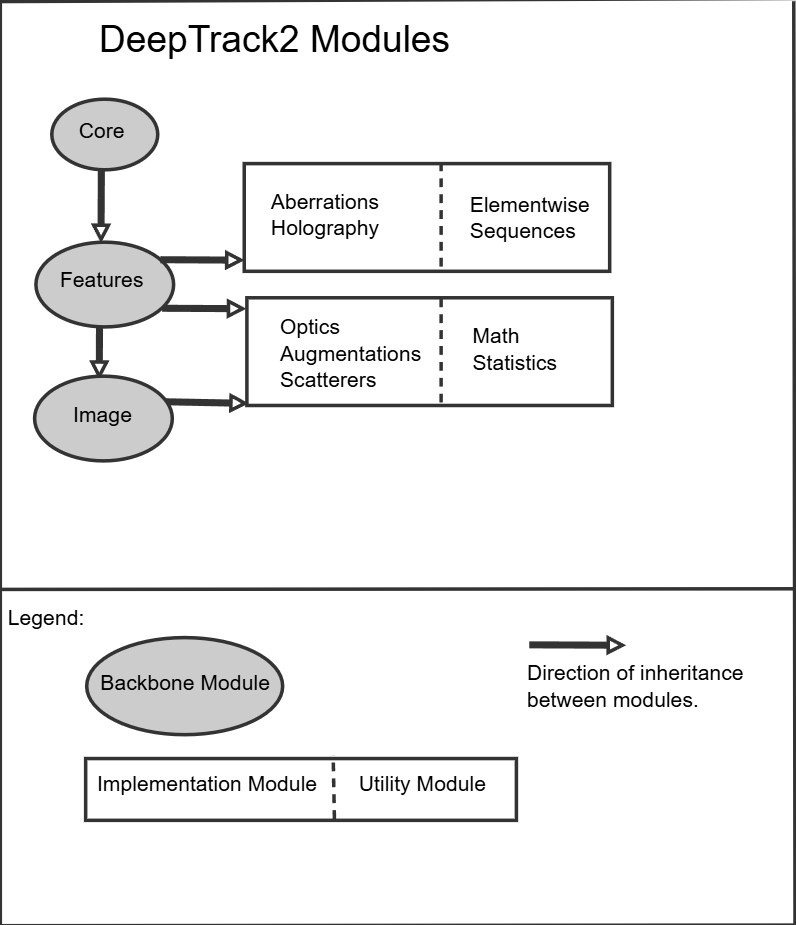 DeepTrack2 Modules
Core
Aberrations
Holography
Elementwise
Sequences
Features
Optics
Augmentations
Scatterers
Math
Statistics
Image
Legend:
Backbone Module
Direction of inheritance
between modules.
Implementation Module
Utility Module